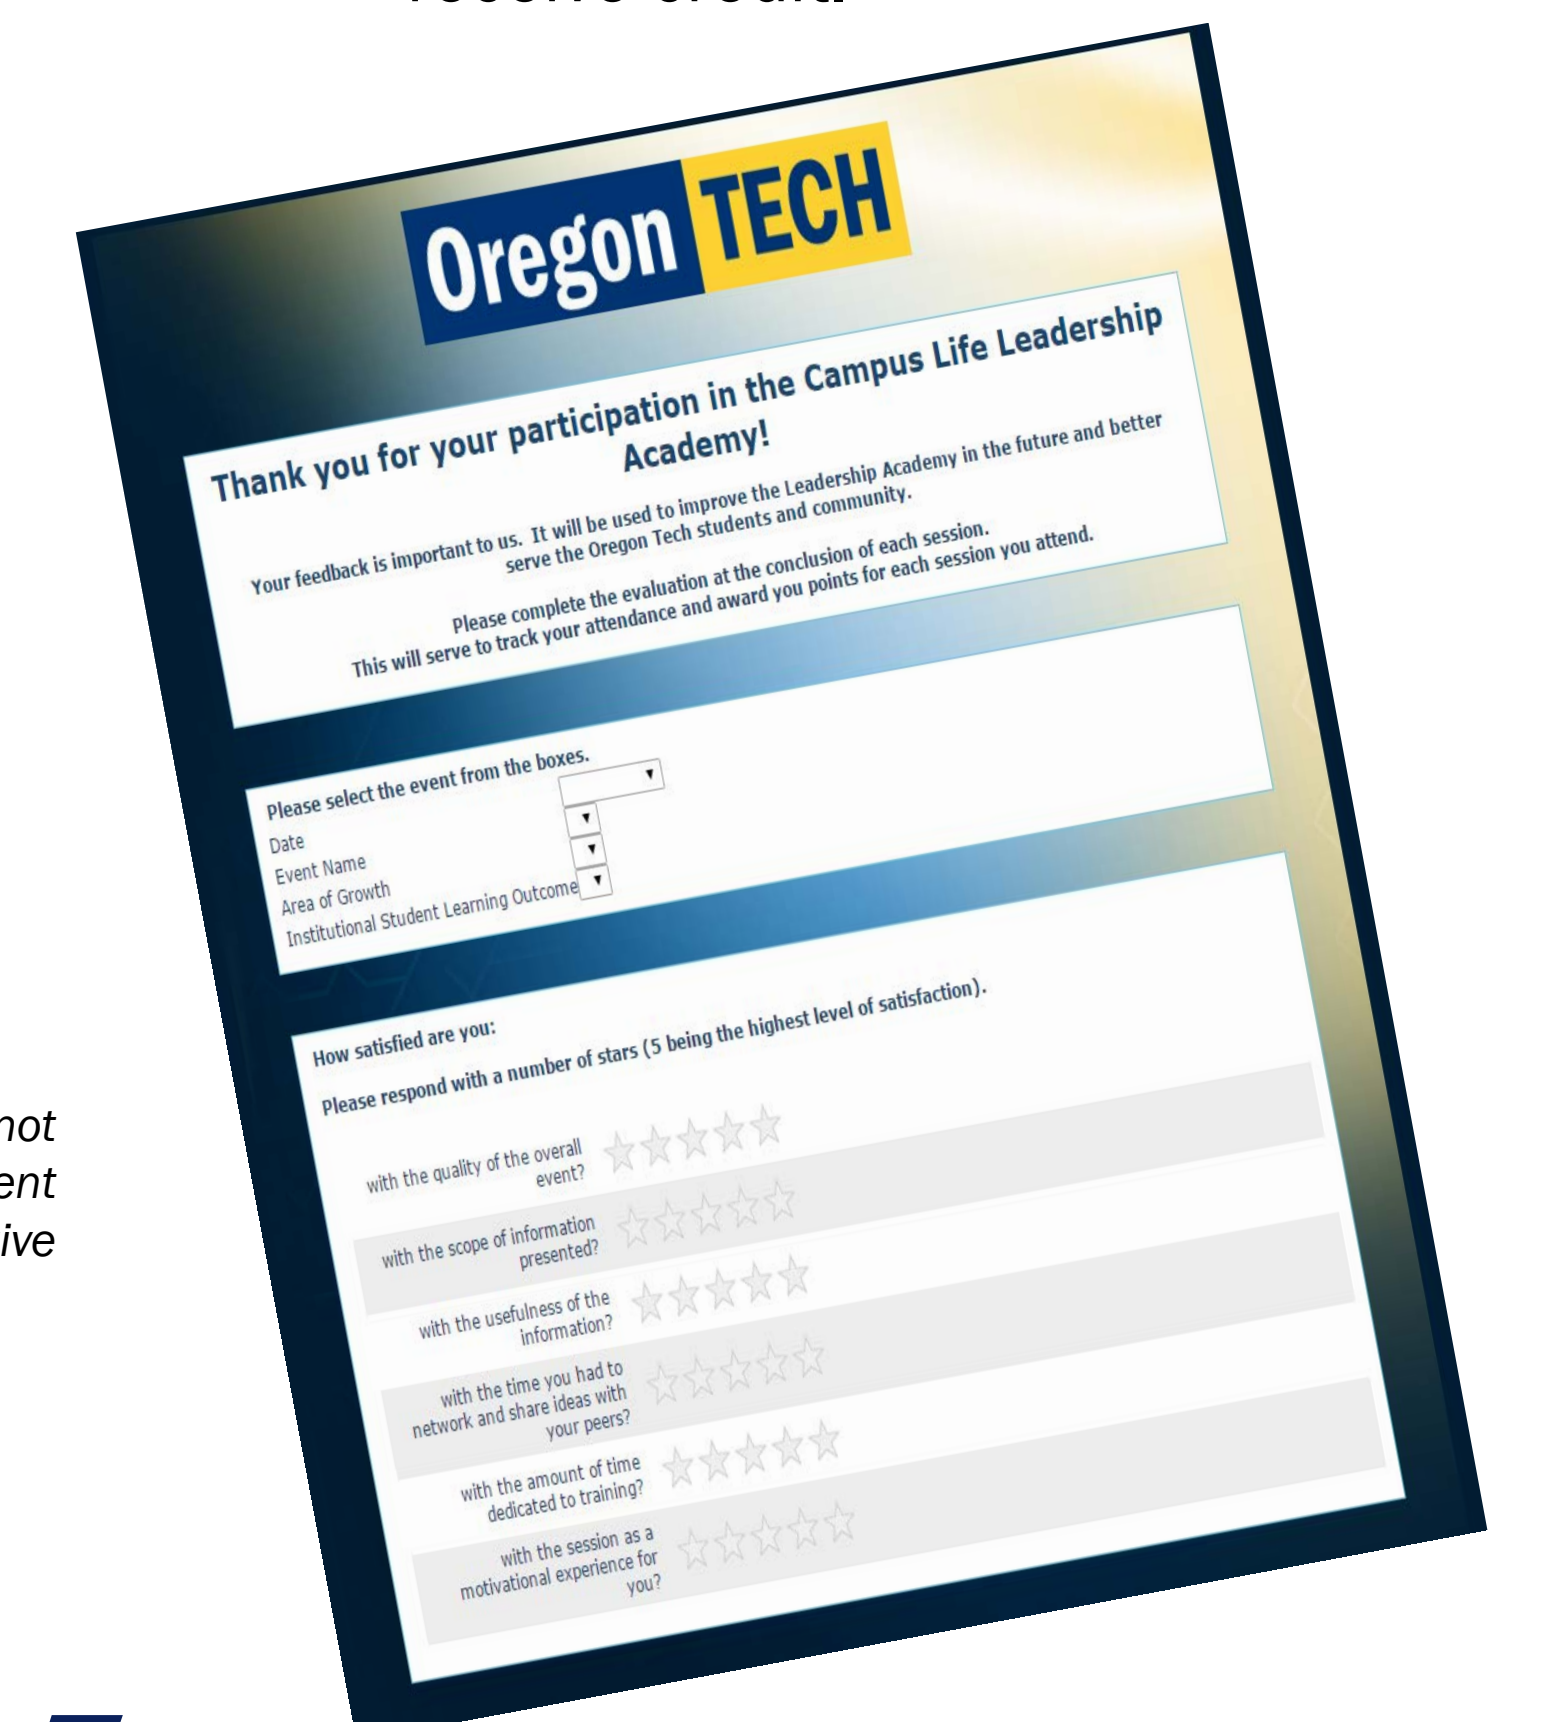 Oregon TECH
Thank you for your participation in the Campus Life Leadership
Academy!
Your feedback is important to us.  It will be used to improve the Leadership Academy in the future and better
serve the Oregon Tech students and community.
Please complete the evaluation at the conclusion of each session.
This will serve to track your attendance and award you points for each session you attend.
Please select the event from the boxes.
Date
Event Name
Area of Growth
Institutional Student Learning Outcome
How satisfied are you:
Please respond with a number of stars (5 being the highest level of satisfaction).
with the quality of the overall
event?
with the scope of information
presented?
with the usefulness of the
information?
with the time you had to
network and share ideas with
your peers?
with the amount of time
dedicated to training?
with the session as a
motivational experience for
you?
not